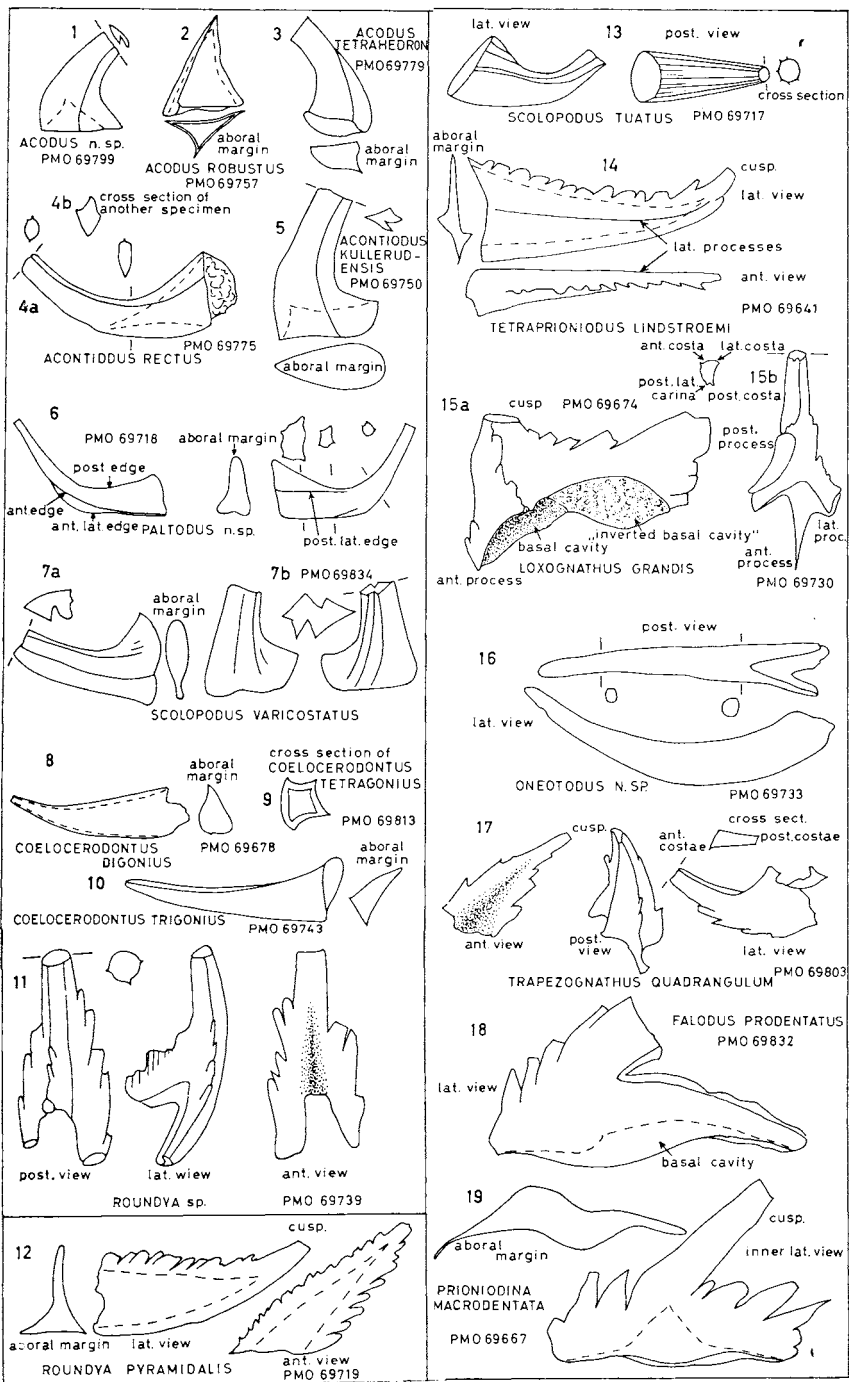 1
ACODUS n. sp.
PMO 69799
2
aboral
margin
ACODUS ROBUSTUS
PMO 69757
3
ACODUS
TETRAHEDRON
PMO 69779
aboral
margin
4b
cross section of
another specimen
4a
PMO 69775
ACONTIDDUS RECTUS
5
ACONTIODUS
KULLERUD-
ENSIS
PMO 69750
aboral margin
6
PMO 69718
aboral margin
post edge
ant edge
ant. lat. edge
PALTODUS n.sp.
post. lat. edge
7a
aboral
margin
7b
PMO 69834
SCOLOPODUS VARICOSTATUS
8
aboral
margin
COELOCERODONTUS
DIGONIUS
PMO 69678
9
cross section of
COELOCERODONTUS
TETRAGONIUS
PMO 69813
10
aboral
margin
COELOCERODONTUS TRIGONIUS
PMO 69743
11
post. view
lat. wiew
ant. view
ROUNDYA sp.
PMO 69739
12
cusp.
aboral margin
lat. view
ant. view
ROUNDYA PYRAMIDALIS
PMO 69719
13
lat. view
post. view
cross section
SCOLOPODUS TUATUS
PMO 69717
14
aboral
margin
cusp.
lat. view
lat. processes
ant. view
PMO 69641
TETRAPRIONIODUS LINDSTROEMI
ant. costa
lat. costa
post. lat.
carina
post. costa
15a
cusp
PMO 69674
15b
post.
process
„inverted basal cavity"
basal cavity
ant. process
LOXOGNATHUS GRANDIS
ant.
process
lat.
proc.
PMO 69730
16
post. view
lat. view
ONEOTODUS N. SP.
PMO 69733
17
cusp.
ant.
costae
cross sect.
post. costae
ant. view
post.
view
lat. view
PMO 69803
TRAPEZOGNATHUS QUADRANGULUM
18
FALODUS PRODENTATUS
PMO 69832
lat. view
basal cavity
19
aboral
margin
cusp.
inner lat. view
PRIONIODINA
MACRODENTATA
PMO 69667